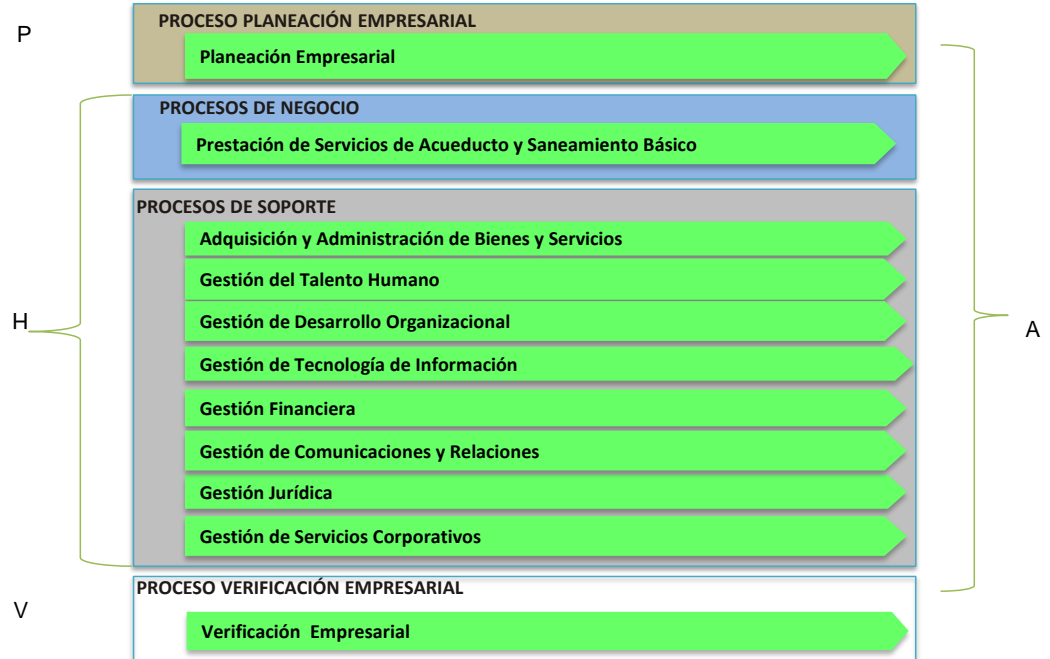 P
PROCESO PLANEACIÓN EMPRESARIAL
Planeación Empresarial
PROCESOS DE NEGOCIO
Prestación de Servicios de Acueducto y Saneamiento Básico
PROCESOS DE SOPORTE
Adquisición y Administración de Bienes y Servicios
Gestión del Talento Humano
H
Gestión de Desarrollo Organizacional
A
Gestión de Tecnología de Información
Gestión Financiera
Gestión de Comunicaciones y Relaciones
Gestión Jurídica
Gestión de Servicios Corporativos
PROCESO VERIFICACIÓN EMPRESARIAL
V
Verificación Empresarial